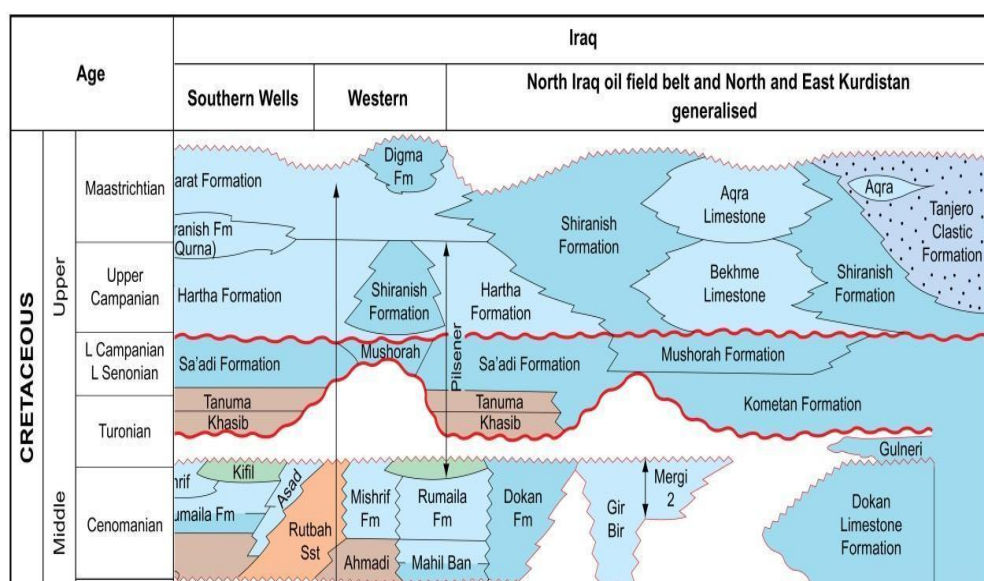 Iraq
Age
Southern Wells
Western
North Iraq oil field belt and North and East Kurdistan
generalised
CRETACEOUS
Upper
Middle
Maastrichtian
Upper
Campanian
L Campanian
L Senonian
Turonian
Cenomanian
arat Formation
ranish Fm
Qurna)
Hartha Formation
Sa'adi Formation
Tanuma
Khasib
Digma
Fm
Shiranish
Formation
Mushorah
Pilsener
Hartha
Formation
Sa'adi Formation
Tanuma
Khasib
Shiranish
Formation
Aqra
Limestone
Bekhme
Limestone
Mushorah Formation
Kometan Formation
Aqra
Tanjero
Clastic
Formation
Shiranish
Formation
Gulneri
hrif
umaila Fm
Kifil
Asad
Rutbah
Sst
Mishrif
Fm
Ahmadi
Rumaila
Fm
Mahil Ban
Dokan
Fm
Gir
Bir
Mergi
2
Dokan
Limestone
Formation